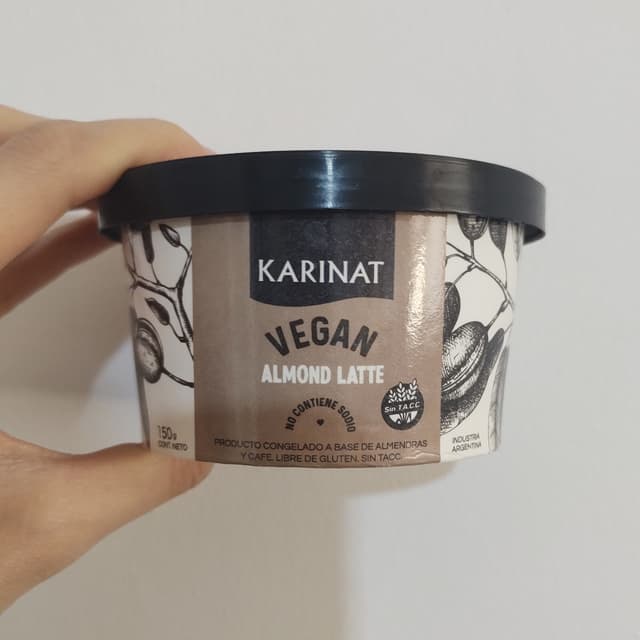 KARINAT
VEGAN
ALMOND LATTE
NO CONTIENE SODIO
Sin T.A.C.C.
150g
CONT. NETO
PRODUCTO CONGELADO A BASE DE ALMENDRAS
Y CAFE. LIBRE DE GLUTEN. SIN TACC.
INDUSTRIA
ARGENTINA